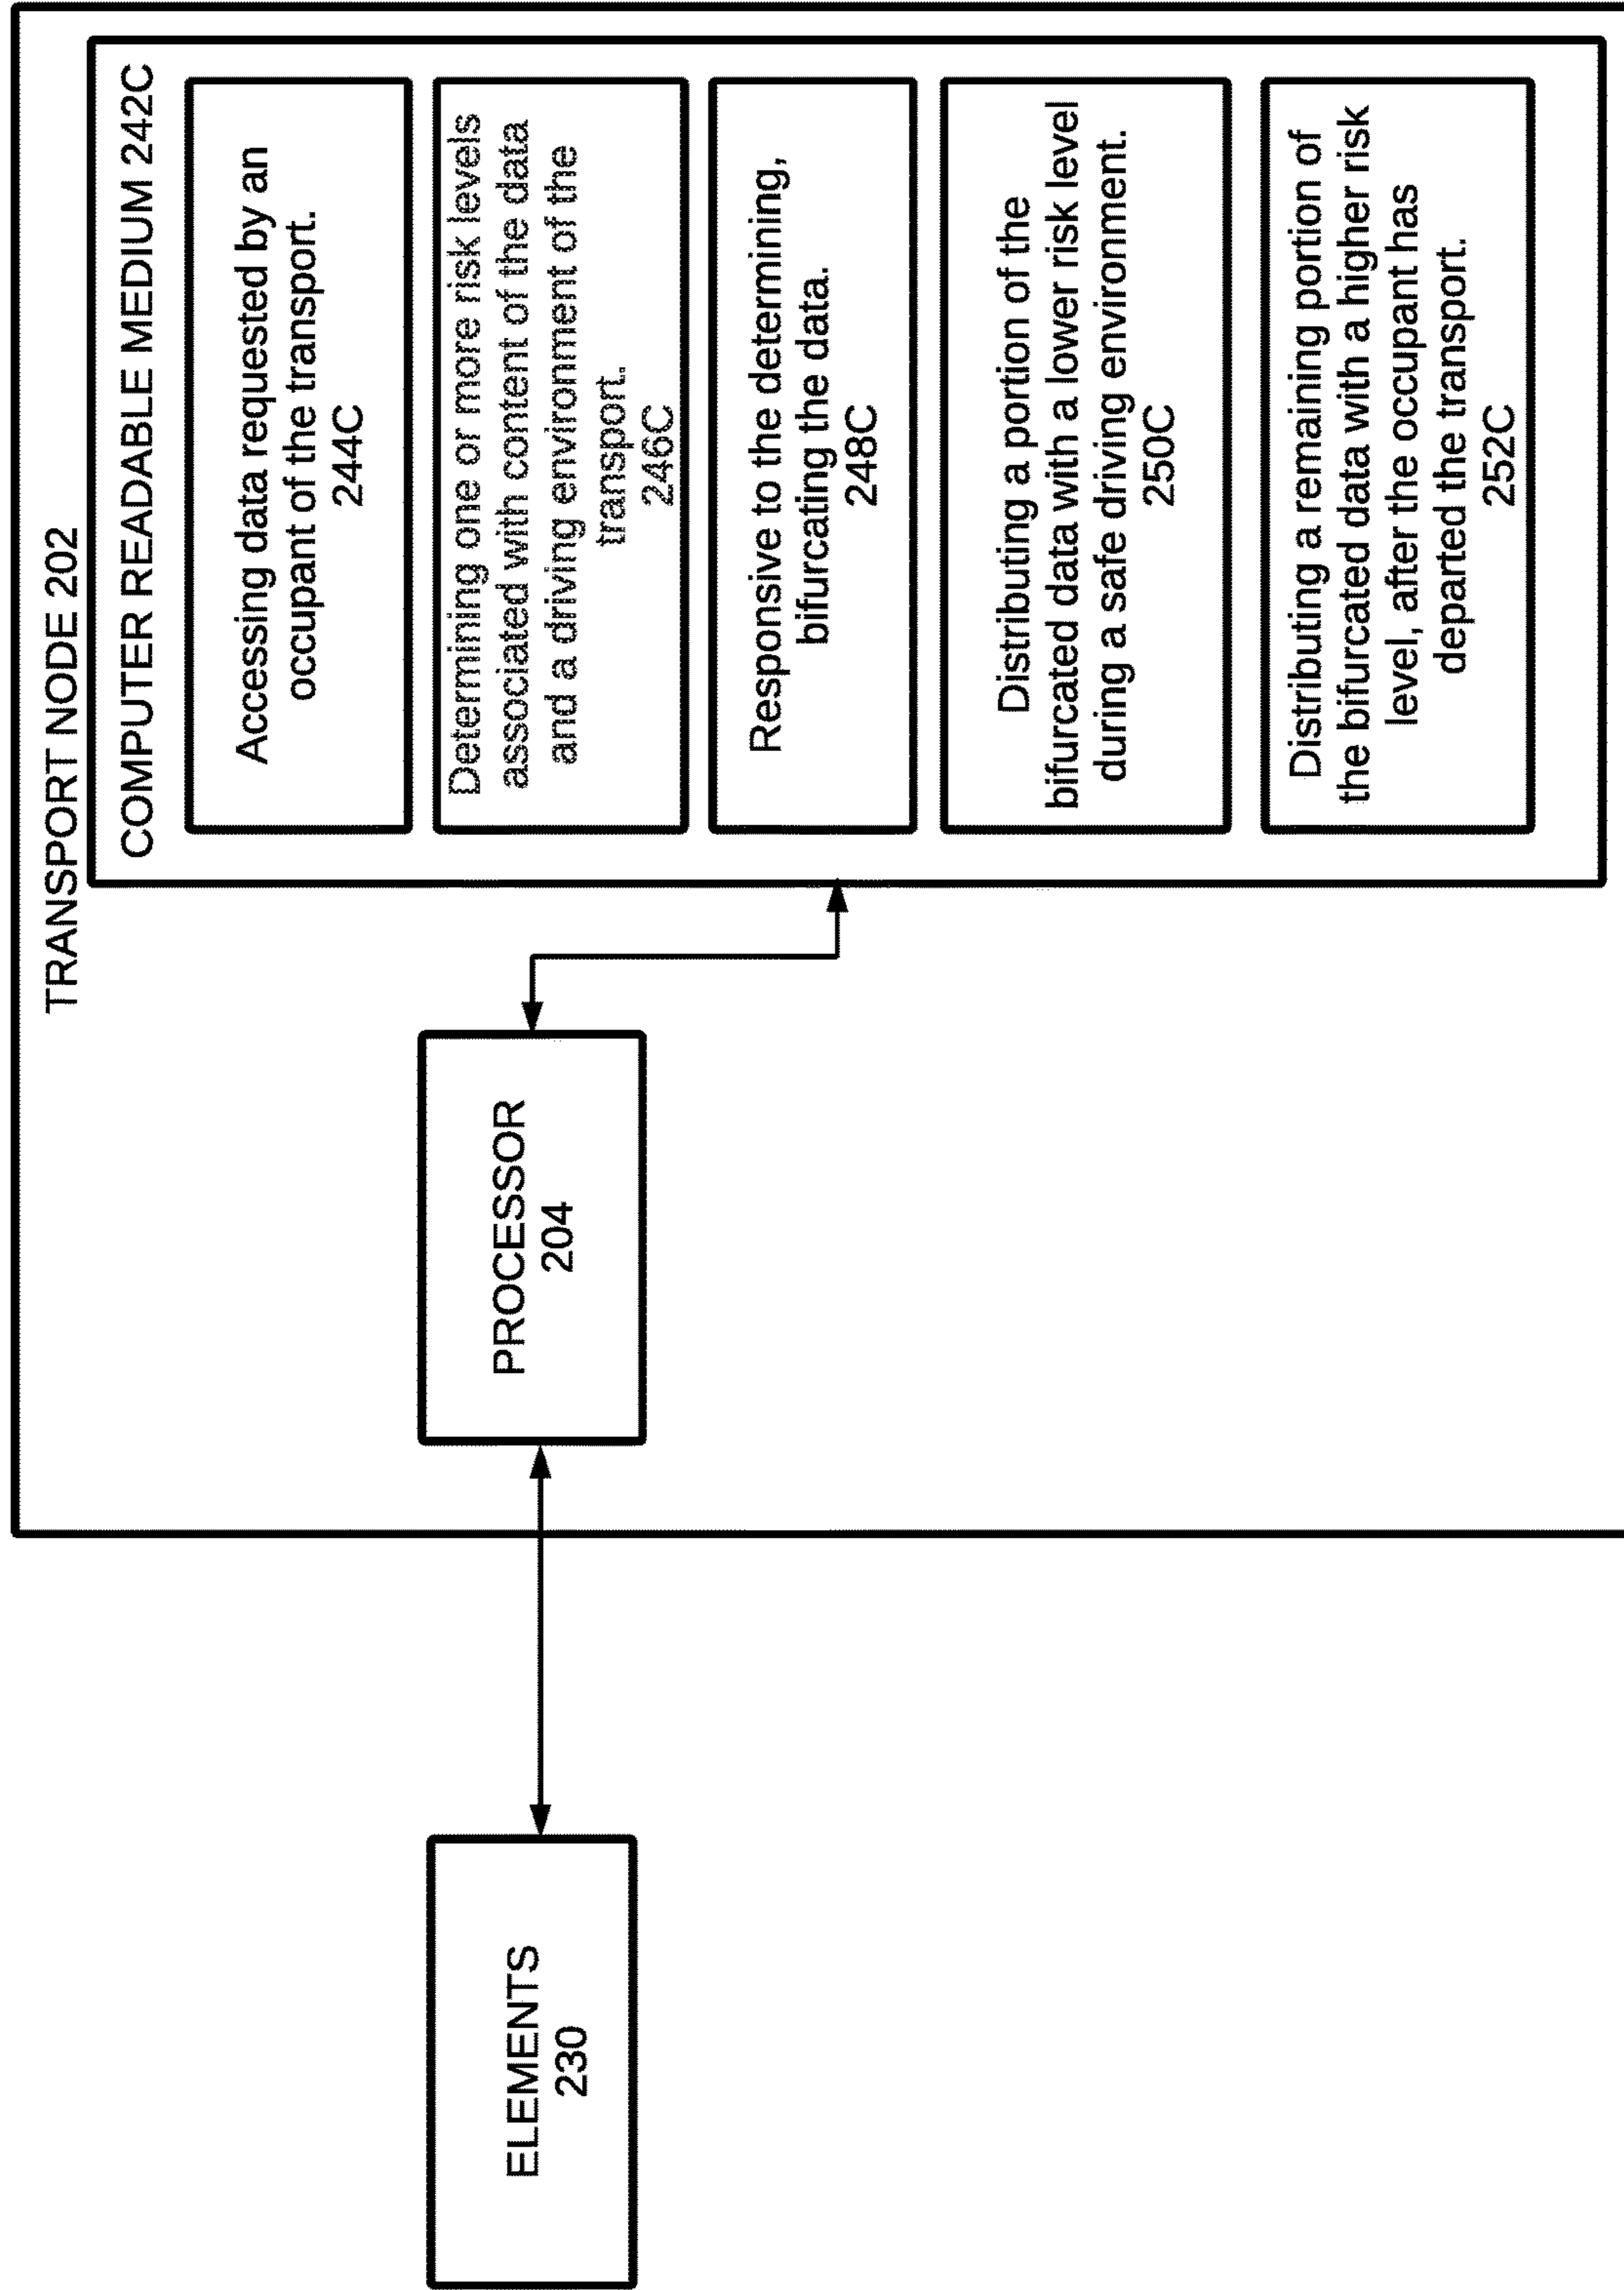 TRANSPORT NODE 202
COMPUTER READABLE MEDIUM 242C
Accessing data requested by an
occupant of the transport.
244C
Determining one or more risk levels
associated with content of the data
and a driving environment of the
transport.
246C
Responsive to the determining,
bifurcating the data.
248C
Distributing a portion of the
bifurcated data with a lower risk level
during a safe driving environment.
250C
Distributing a remaining portion of
the bifurcated data with a higher risk
level, after the occupant has
departed the transport.
252C
PROCESSOR
204
ELEMENTS
230